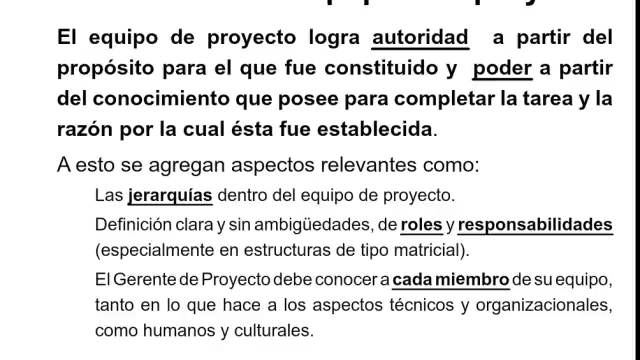 El equipo de proyecto logra autoridad a partir del
propósito para el que fue constituido y poder a partir
del conocimiento que posee para completar la tarea y la
razón por la cual ésta fue establecida.
A esto se agregan aspectos relevantes como:
Las jerarquías dentro del equipo de proyecto.
Definición clara y sin ambigüedades, de roles y responsabilidades
(especialmente en estructuras de tipo matricial).
El Gerente de Proyecto debe conocer a cada miembro de su equipo,
tanto en lo que hace a los aspectos técnicos y organizacionales,
como humanos y culturales.